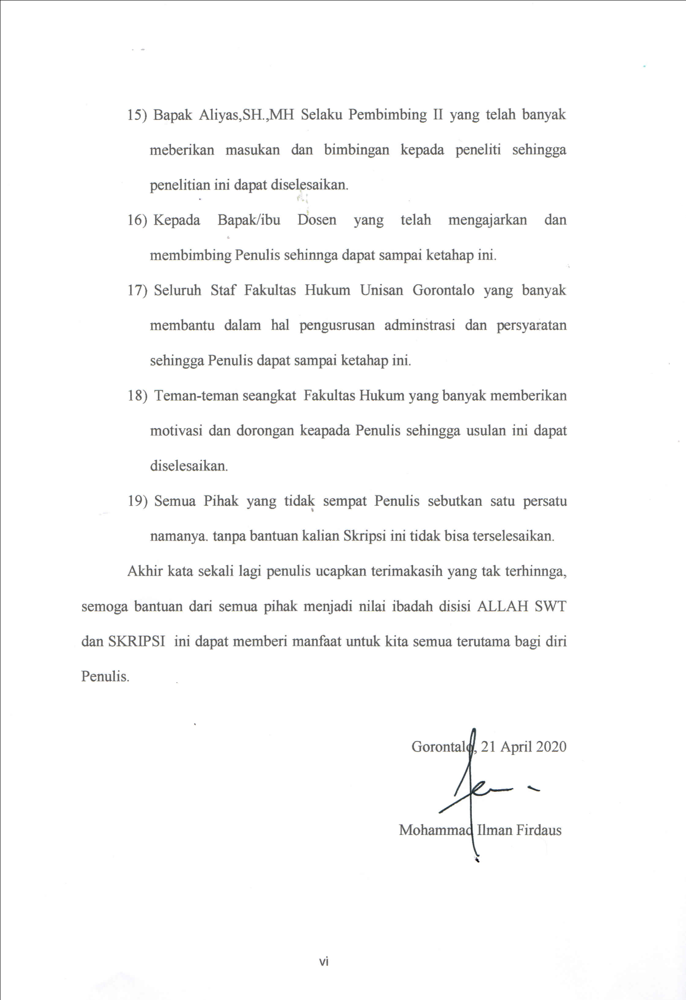 15) Bapak Aliyas,SH.,MH Selaku Pembimbing II yang telah banyak
meberikan masukan dan bimbingan kepada peneliti sehingga
penelitian ini dapat diselesaikan.
16) Kepada Bapak/ibu Dosen yang telah mengajarkan dan
membimbing Penulis sehinnga dapat sampai ketahap ini.
17) Seluruh Staf Fakultas Hukum Unisan Gorontalo yang banyak
membantu dalam hal pengusrusan adminstrasi dan persyaratan
sehingga Penulis dapat sampai ketahap ini.
18) Teman-teman seangkat Fakultas Hukum yang banyak memberikan
motivasi dan dorongan keapada Penulis sehingga usulan ini dapat
diselesaikan.
19) Semua Pihak yang tidak sempat Penulis sebutkan satu persatu
namanya. tanpa bantuan kalian Skripsi ini tidak bisa terselesaikan.
Akhir kata sekali lagi penulis ucapkan terimakasih yang tak terhinnga,
semoga bantuan dari semua pihak menjadi nilai ibadah disisi ALLAH SWT
dan SKRIPSI ini dapat memberi manfaat untuk kita semua terutama bagi diri
Penulis.
Gorontalo, 21 April 2020
Mohammad Ilman Firdaus
vi